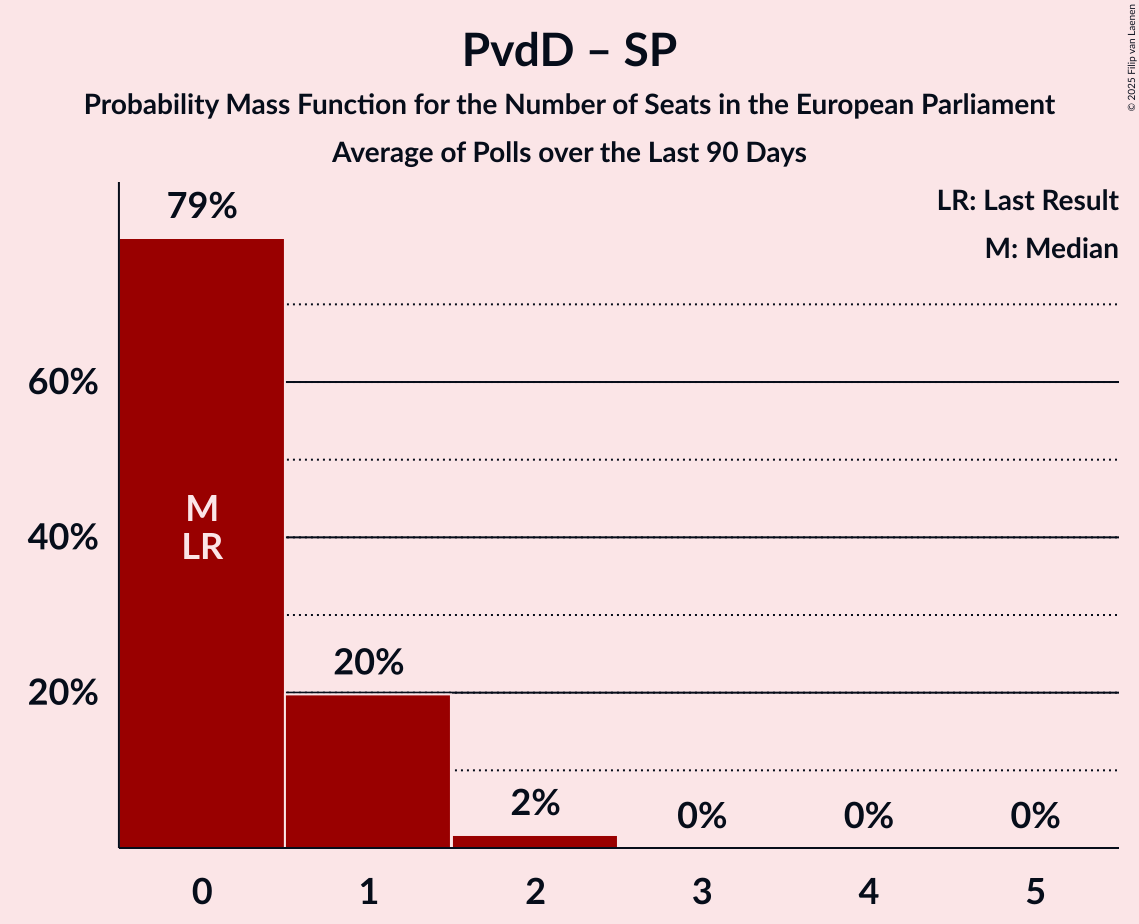 PvdD – SP
Probability Mass Function for the Number of Seats in the European Parliament
Average of Polls over the Last 90 Days
© 2025 Filip van Laenen
LR: Last Result
M: Median
79%
60%
40%
20%
M
LR
20%
2%
0%
0%
0%
0
1
2
3
4
5